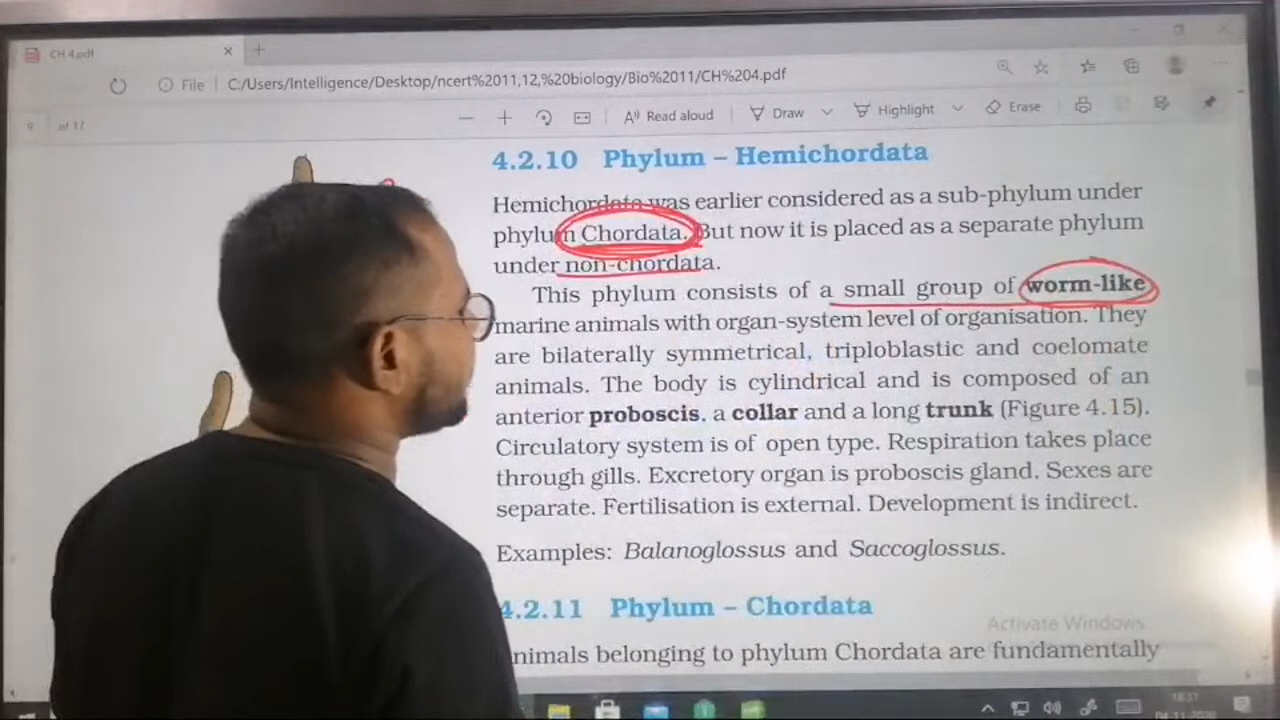 CH 4.pdf
File
C:/Users/Intelligence/Desktop/ncert%2011,12,%20biology/Bio%2011/CH%204.pdf
9 of 17
Read aloud
Draw
Highlight
Erase
4.2.10 Phylum – Hemichordata
Hemichordata was earlier considered as a sub-phylum under
phylum Chordata. But now it is placed as a separate phylum
under non-chordata.
This phylum consists of a small group of worm-like
marine animals with organ-system level of organisation. They
are bilaterally symmetrical, triploblastic and coelomate
animals. The body is cylindrical and is composed of an
anterior proboscis, a collar and a long trunk (Figure 4.15).
Circulatory system is of open type. Respiration takes place
through gills. Excretory organ is proboscis gland. Sexes are
separate. Fertilisation is external. Development is indirect.
Examples: Balanoglossus and Saccoglossus.
4.2.11 Phylum – Chordata
nimals belonging to phylum Chordata are fundamentally
Activate Windows
18:31